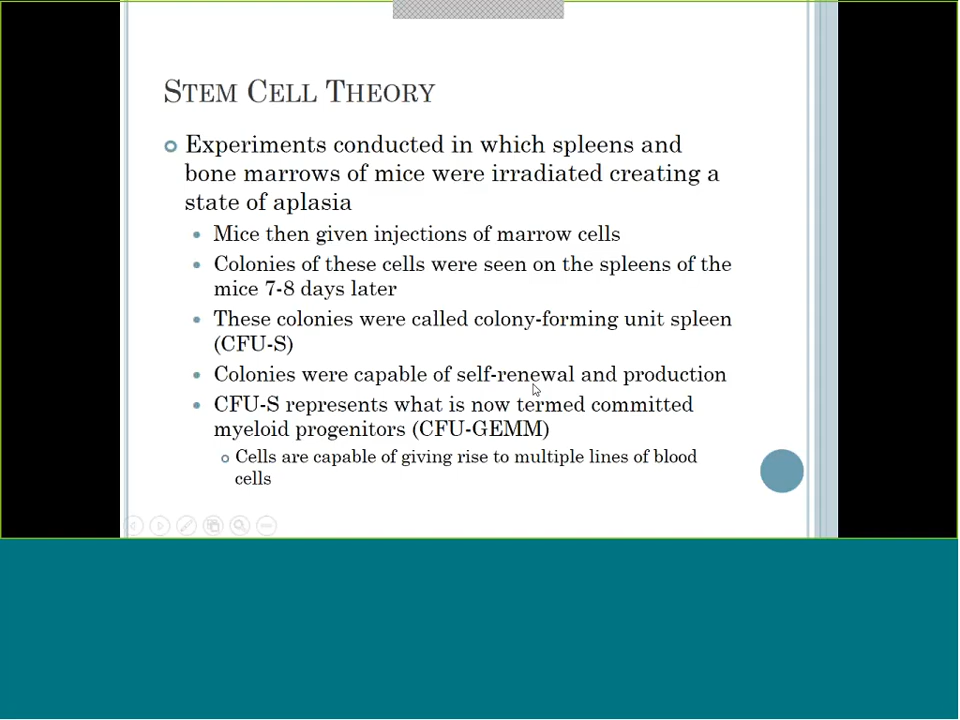 STEM CELL THEORY
Experiments conducted in which spleens and
bone marrows of mice were irradiated creating a
state of aplasia
Mice then given injections of marrow cells
Colonies of these cells were seen on the spleens of the
mice 7-8 days later
These colonies were called colony-forming unit spleen
(CFU-S)
Colonies were capable of self-renewal and production
CFU-S represents what is now termed committed
myeloid progenitors (CFU-GEMM)
Cells are capable of giving rise to multiple lines of blood
cells